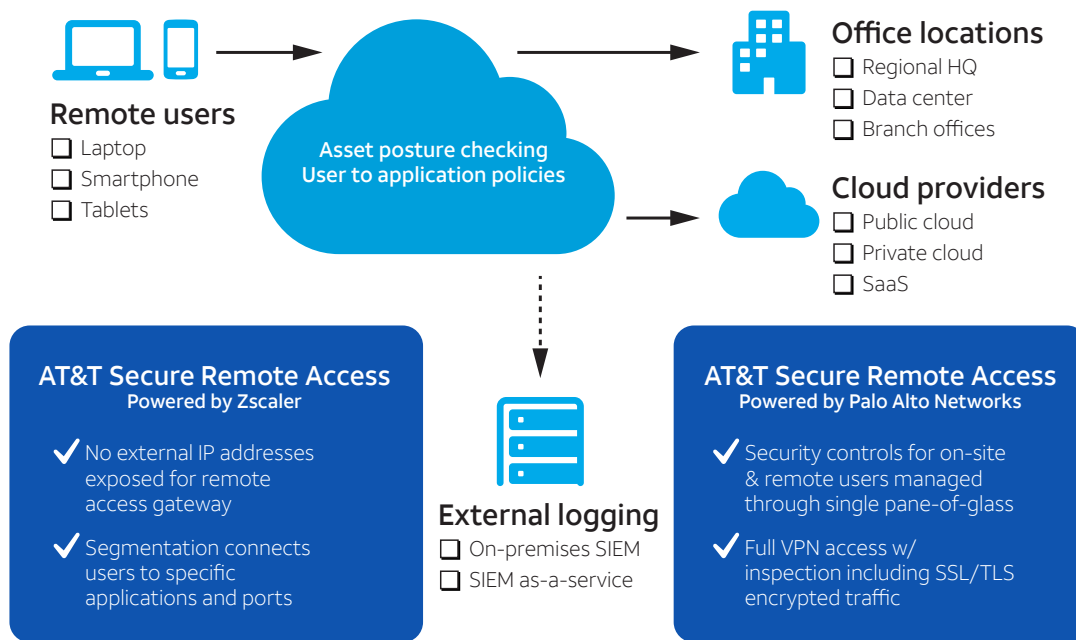 Remote users
Laptop
Smartphone
Tablets
Asset posture checking
User to application policies
Office locations
Regional HQ
Data center
Branch offices
Cloud providers
Public cloud
Private cloud
SaaS
AT&T Secure Remote Access
Powered by Zscaler
No external IP addresses
exposed for remote
access gateway
Segmentation connects
users to specific
applications and ports
External logging
On-premises SIEM
SIEM as-a-service
AT&T Secure Remote Access
Powered by Palo Alto Networks
Security controls for on-site
& remote users managed
through single pane-of-glass
Full VPN access w/
inspection including SSL/TLS
encrypted traffic